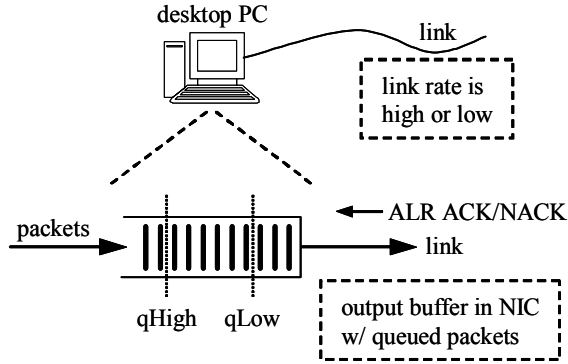 desktop PC
link
link rate is
high or low
packets
ALR ACK/NACK
link
qHigh
qLow
output buffer in NIC
w/ queued packets